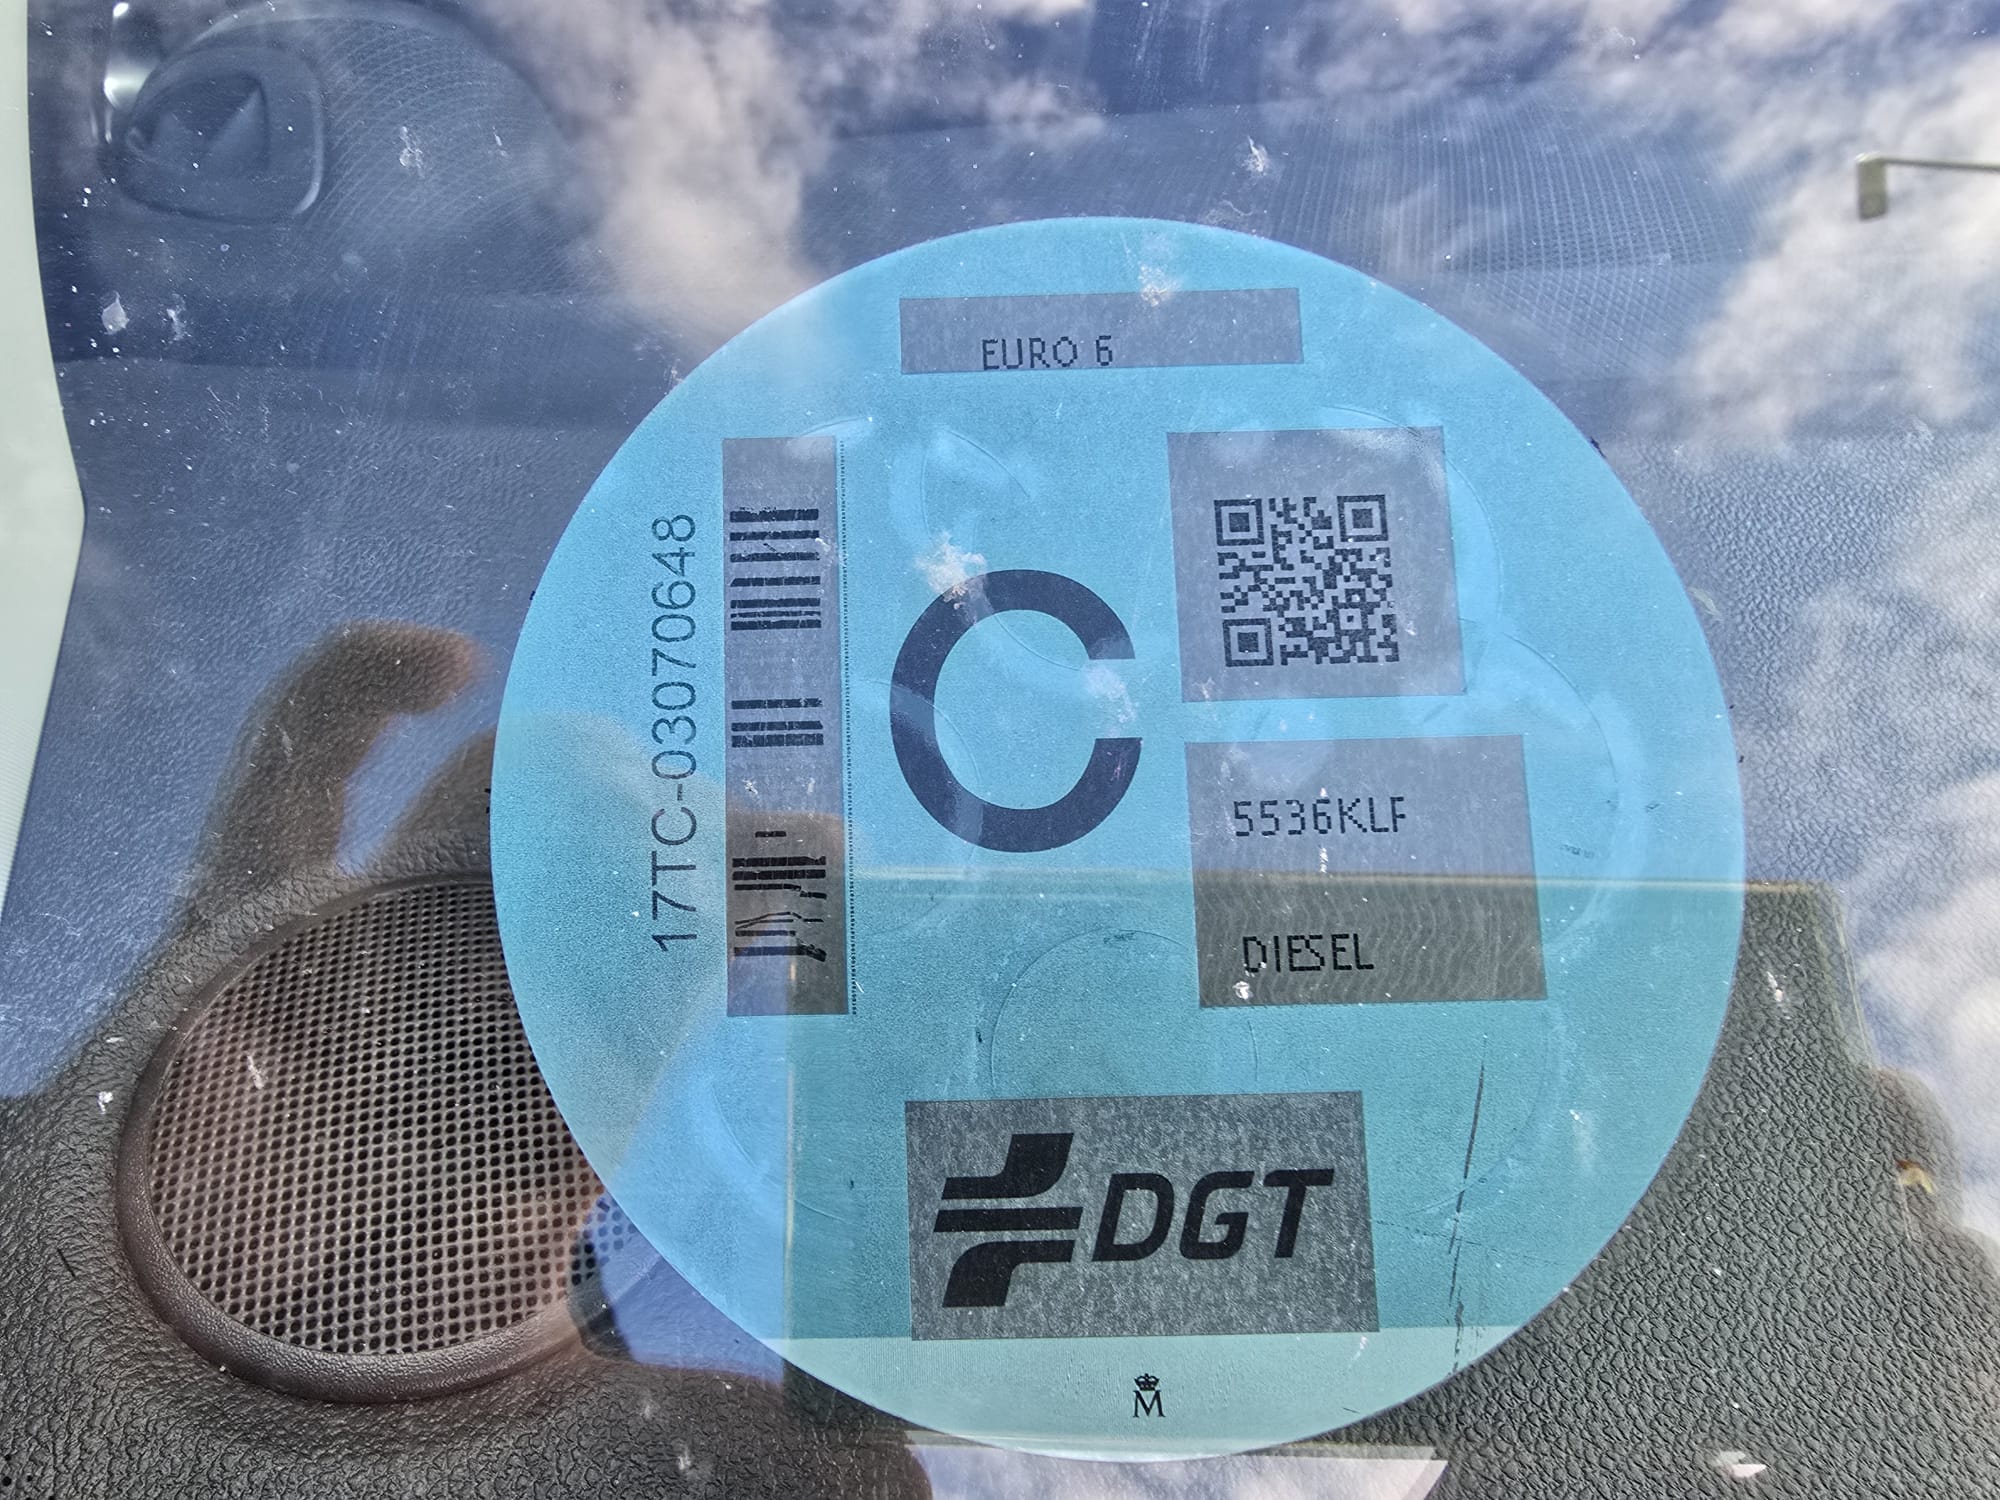 EURO 6
17TC-03070648
C
5536KLF
DIESEL
DGT
M